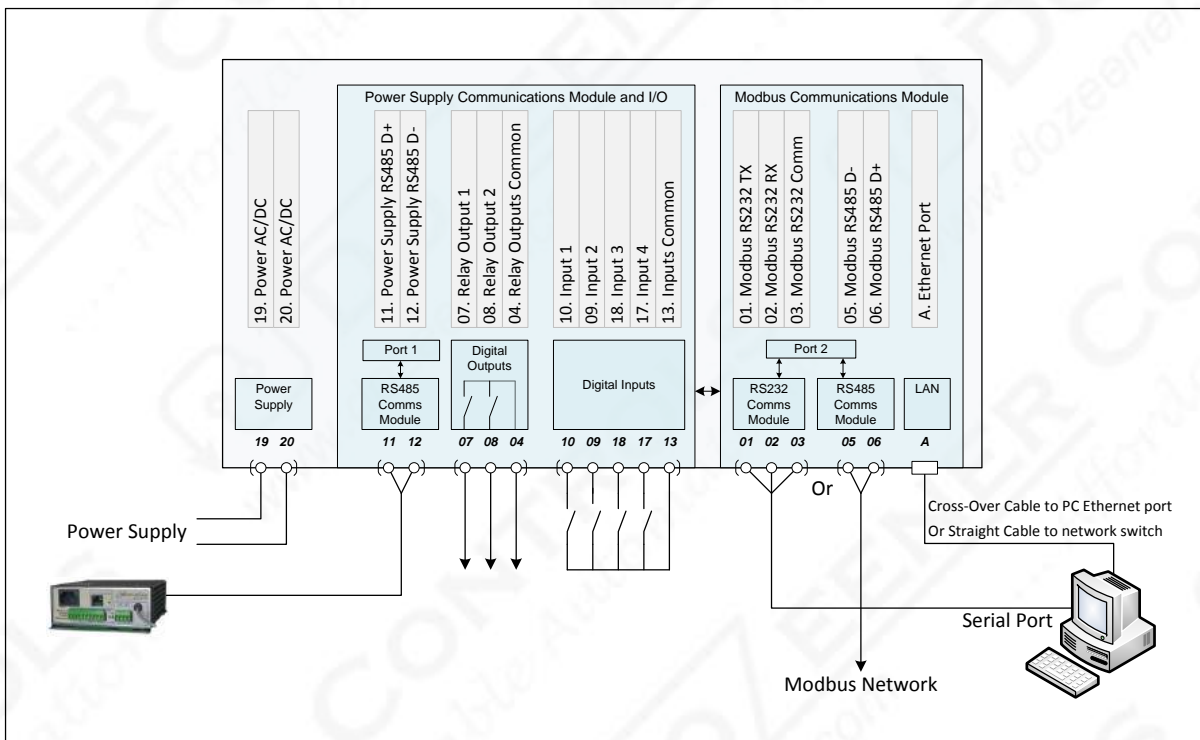 Power Supply Communications Module and I/O
Modbus Communications Module
19. Power AC/DC
20. Power AC/DC
11. Power Supply RS485 D+
12. Power Supply RS485 D-
07. Relay Output 1
08. Relay Output 2
04. Relay Outputs Common
10. Input 1
09. Input 2
18. Input 3
17. Input 4
13. Inputs Common
01. Modbus RS232 TX
02. Modbus RS232 RX
03. Modbus RS232 Comm
05. Modbus RS485 D-
06. Modbus RS485 D+
A. Ethernet Port
Port 1
Port 2
Power
Supply
RS485
Comms
Module
Digital
Outputs
Digital Inputs
RS232
Comms
Module
RS485
Comms
Module
LAN
19 20 11 12 07 08 04 10 09 18 17 13 01 02 03 05 06 A
Or
Cross-Over Cable to PC Ethernet port
Or Straight Cable to network switch
Power Supply
Serial Port
Modbus Network